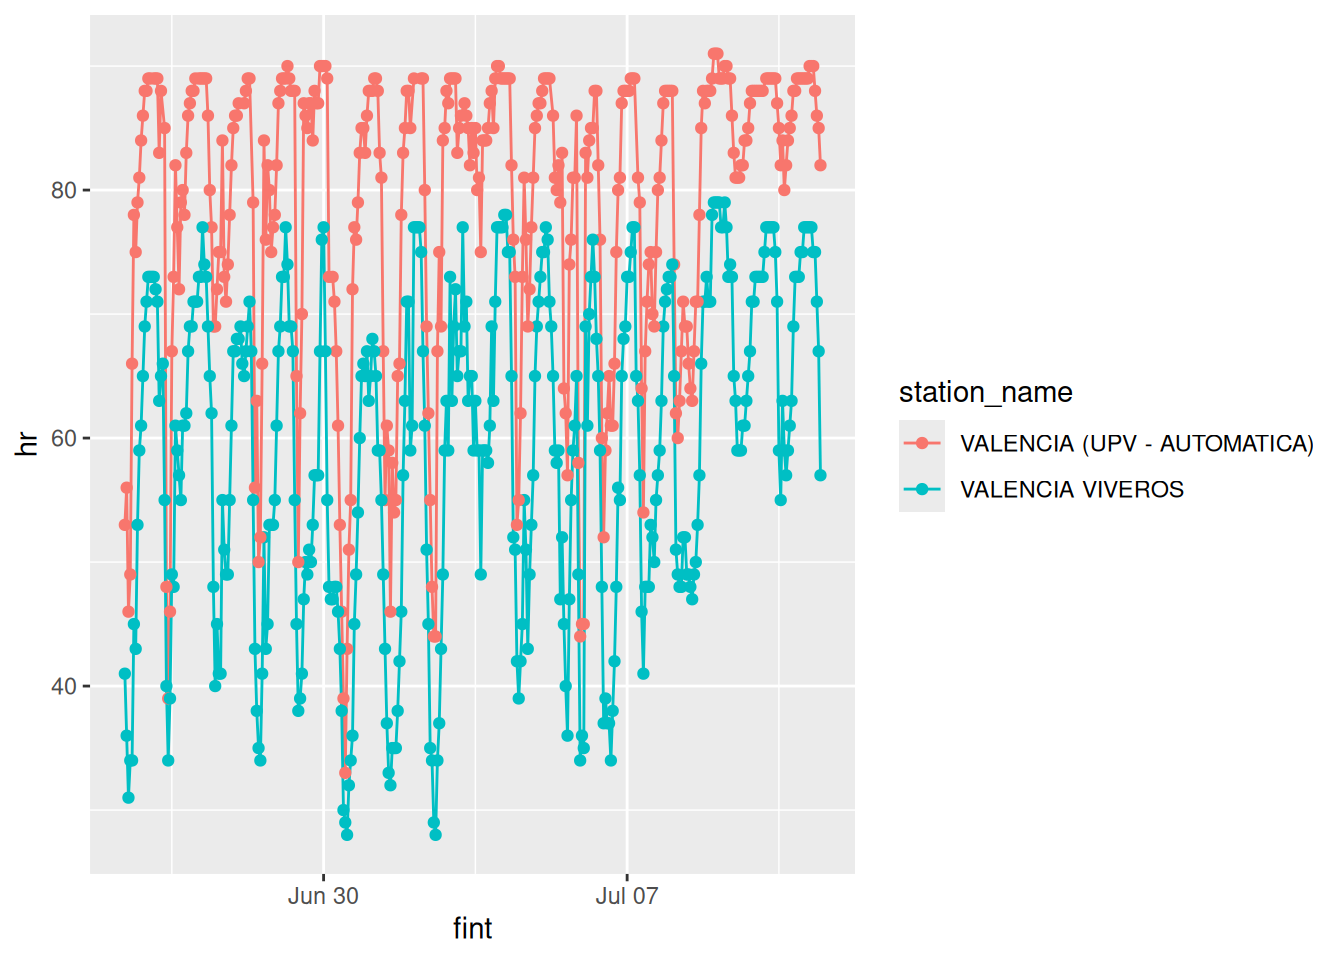 80
60
40
hr
Jun 30
Jul 07
fint
station_name
VALENCIA (UPV - AUTOMATICA)
VALENCIA VIVEROS